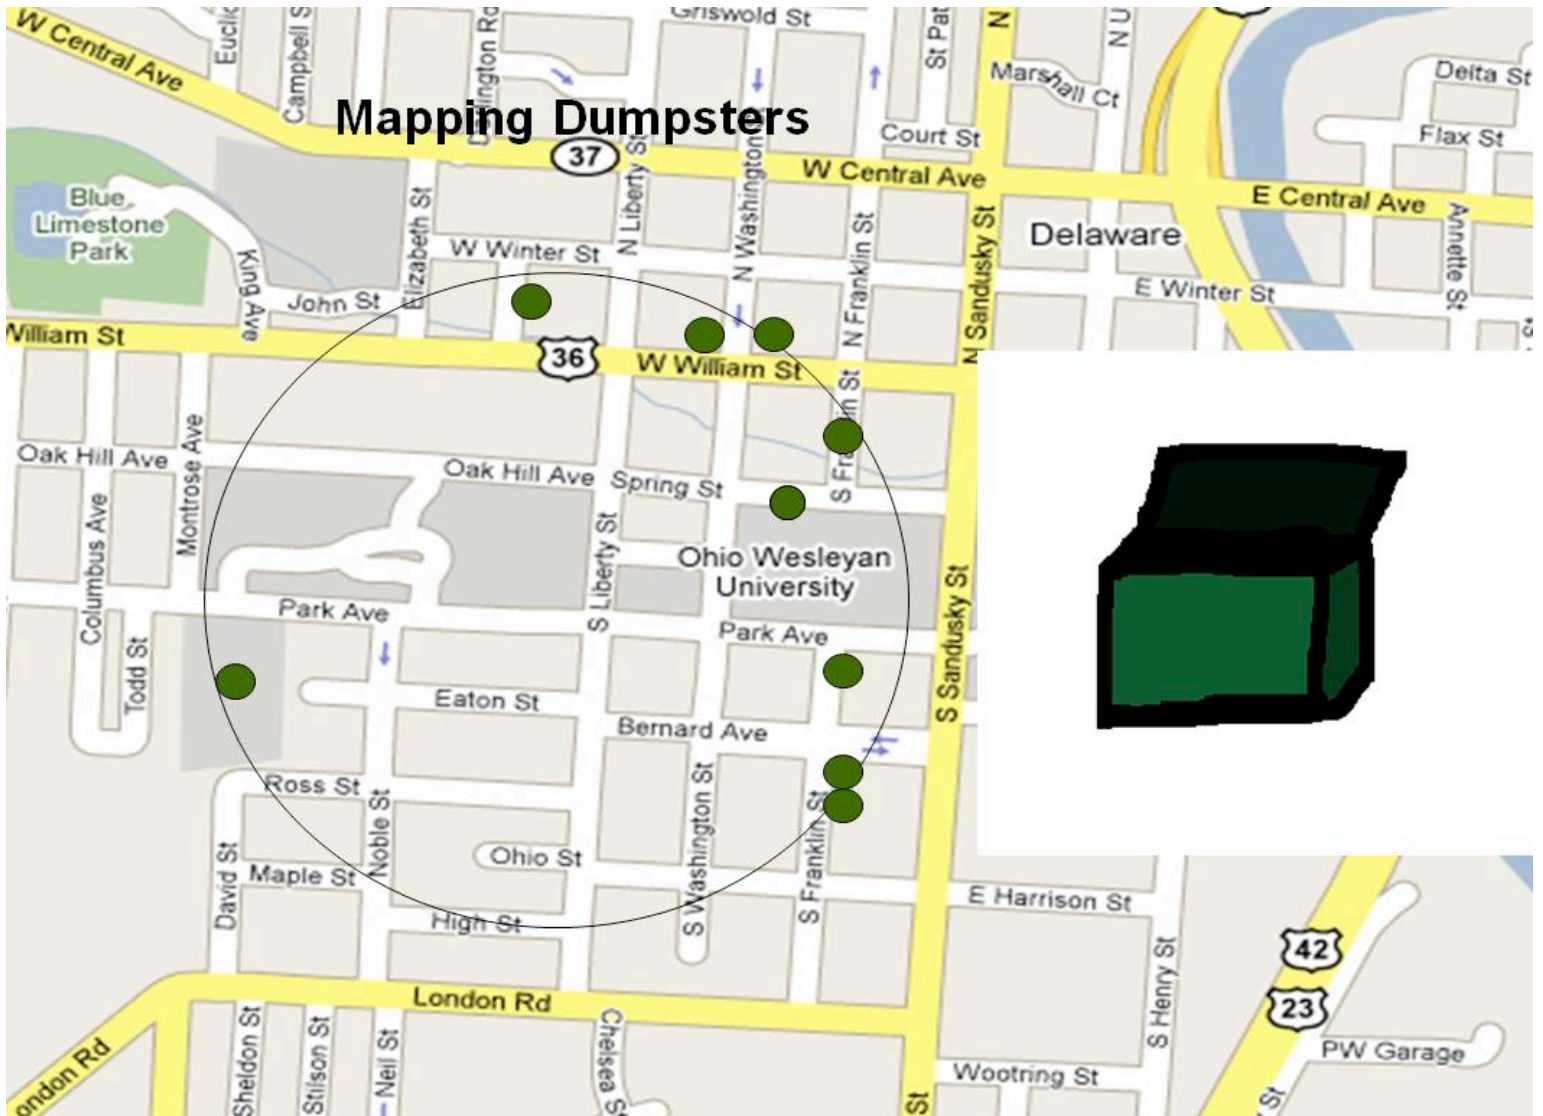 Griswold St
W Central Ave
Campbell S
N
Marshall Ct
Delta St
Mapping Dumpsters
Court St
Flax St
37
N Liberty St
W Central Ave
E Central Ave
Blue
Limestone
Park
Elizabeth St
N Franklin St
N Sandusky St
Delaware
Annette St
W Winter St
King Ave
John St
E Winter St
William St
36
W William St
Oak Hill Ave
Montrose Ave
Oak Hill Ave
Spring St
Columbus Ave
S Liberty St
Ohio Wesleyan
University
Park Ave
Park Ave
S Sandusky St
Todd St
Eaton St
Bernard Ave
Ross St
Noble St
S Washington St
S Franklin St
Ohio St
David St
Maple St
E Harrison St
High St
42
S Henry St
London Rd
23
Sheldon St
Stilson St
Neil St
Chelsea S
PW Garage
ondon Rd
Wootring St
St
St